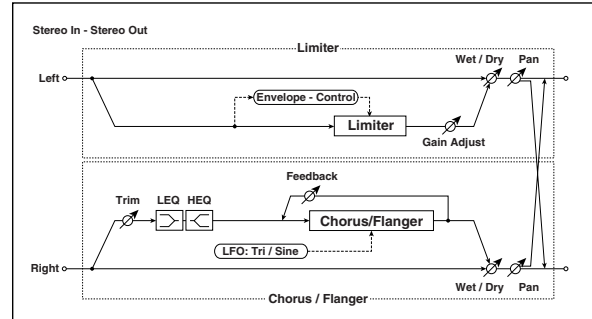 Stereo In - Stereo Out
Limiter
Wet / Dry
Pan
Left
Envelope - Control
Limiter
Gain Adjust
Feedback
Trim
LEQ
HEQ
Chorus/Flanger
LFO: Tri / Sine
Right
Wet / Dry
Pan
Chorus / Flanger